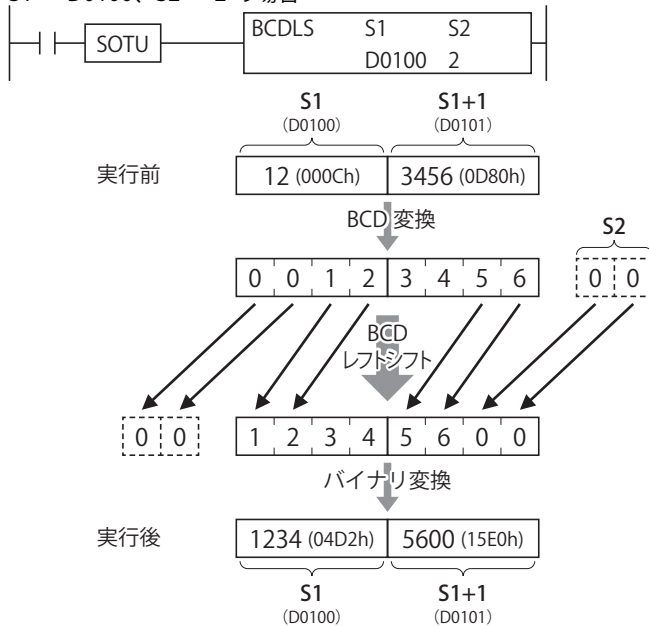 BCDLS S1 S2
SOTU
D0100 2
S1 S1+1
(D0100) (D0101)
実行前 12 (000Ch) 3456 (0D80h)
BCD 変換
S2
0 0 1 2 3 4 5 6 0 0
BCD
レフトシフト
0 0 1 2 3 4 5 6 0 0
バイナリ変換
実行後 1234 (04D2h) 5600 (15E0h)
S1 S1+1
(D0100) (D0101)